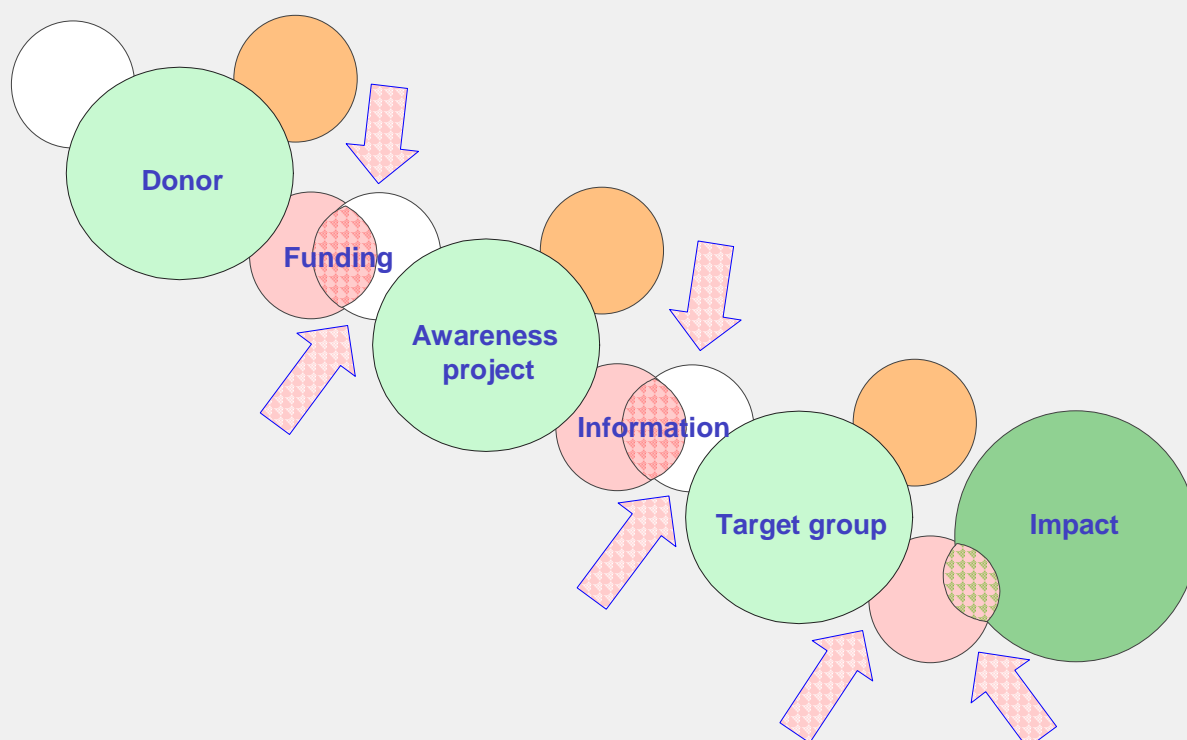 Donor
Funding
Awareness
project
Information
Target group
Impact